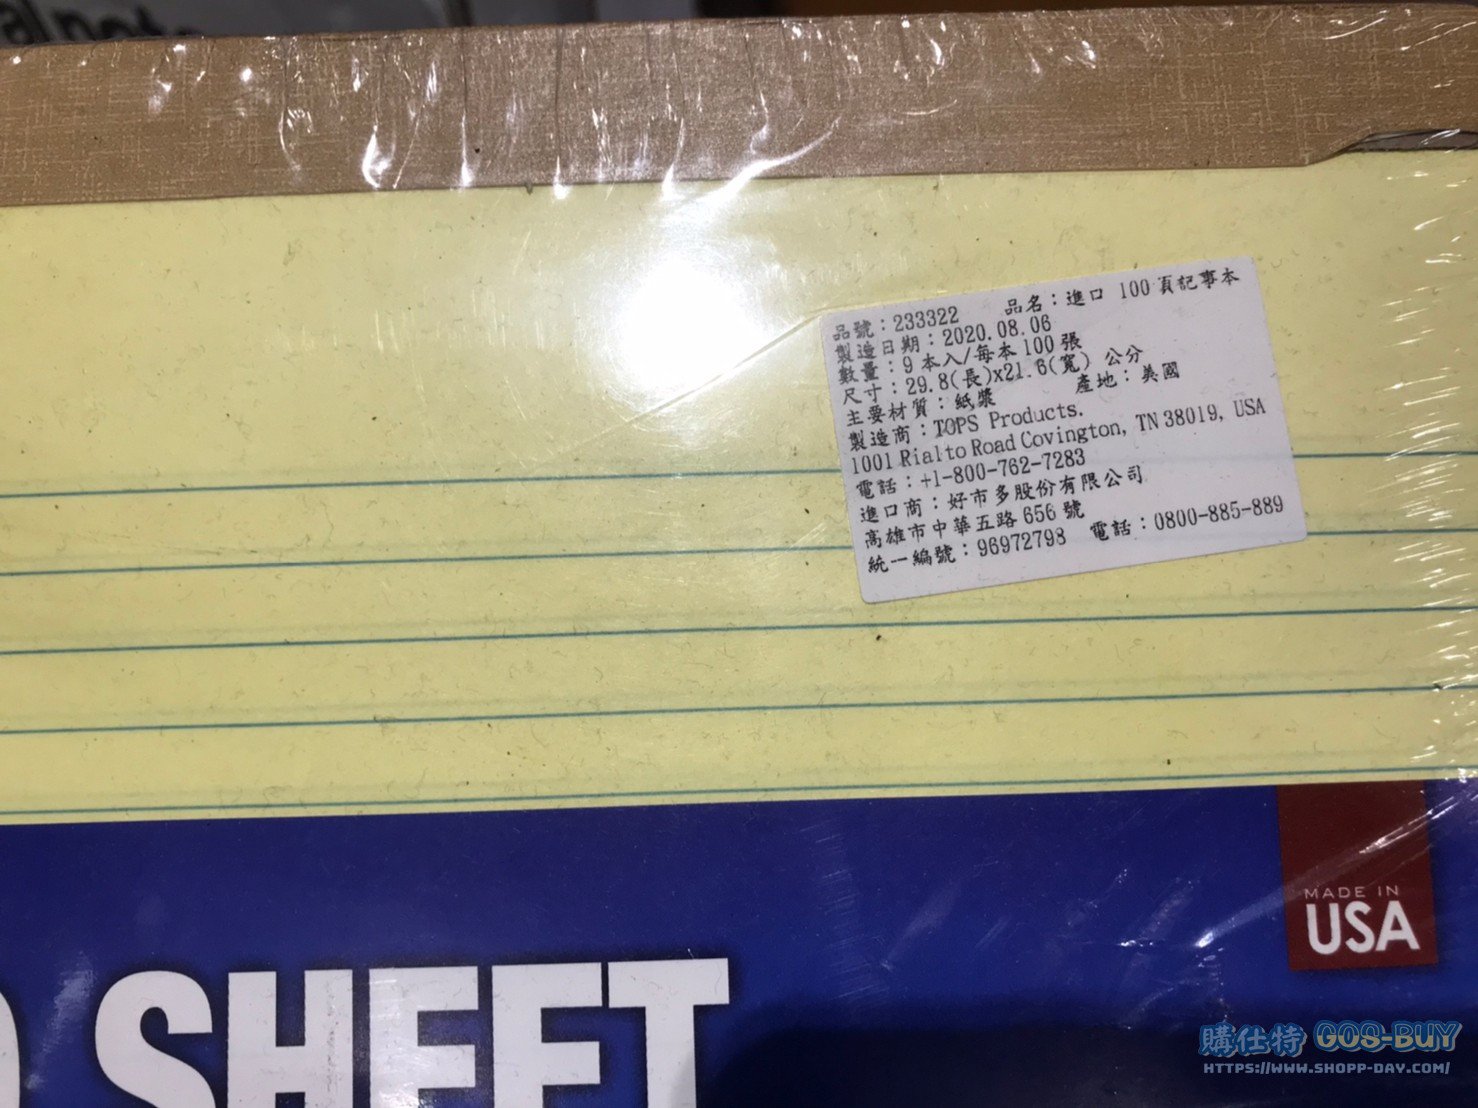 品號：233322 品名：進口 100頁記事本
製造日期：2020.08.06
數量：9 本入/每本100 張
尺寸：29.8(長)x21.6(寬) 公分
主要材質：紙漿 產地：美國
製造商：TOPS Products.
1001 Rialto Road Covington, TN 38019, USA
電話：+1-800-762-7283
進口商：好市多股份有限公司
高雄市中華五路 656 號
統一編號：96972798 電話：0800-885-889
MADE IN
USA
SHEET
購仕特 GOS-BUY
HTTPS://WWW.SHOPP-DAY.COM/